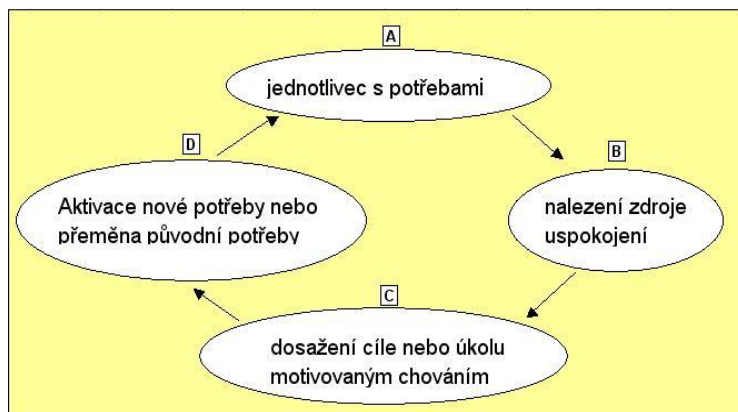 A
jednotlivec s potřebami
B
nalezení zdroje
uspokojení
C
dosažení cíle nebo úkolu
motivovaným chováním
D
Aktivace nové potřeby nebo
přeměna původní potřeby